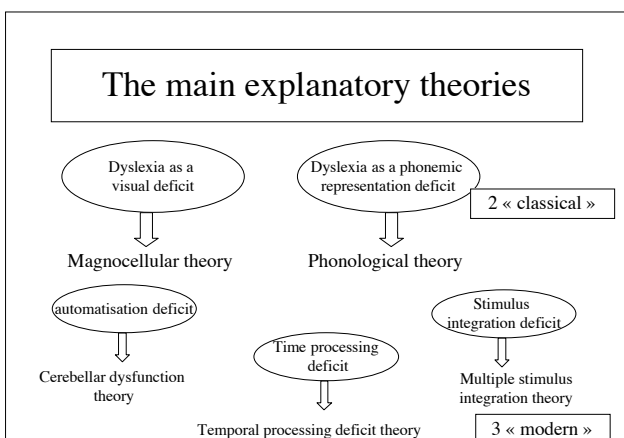 The main explanatory theories
Dyslexia as a
visual deficit
Dyslexia as a phonemic
representation deficit
2 « classical »
Magnocellular theory
Phonological theory
automatisation deficit
Stimulus
integration deficit
Time processing
deficit
Cerebellar dysfunction
theory
Multiple stimulus
integration theory
Temporal processing deficit theory
3 « modern »